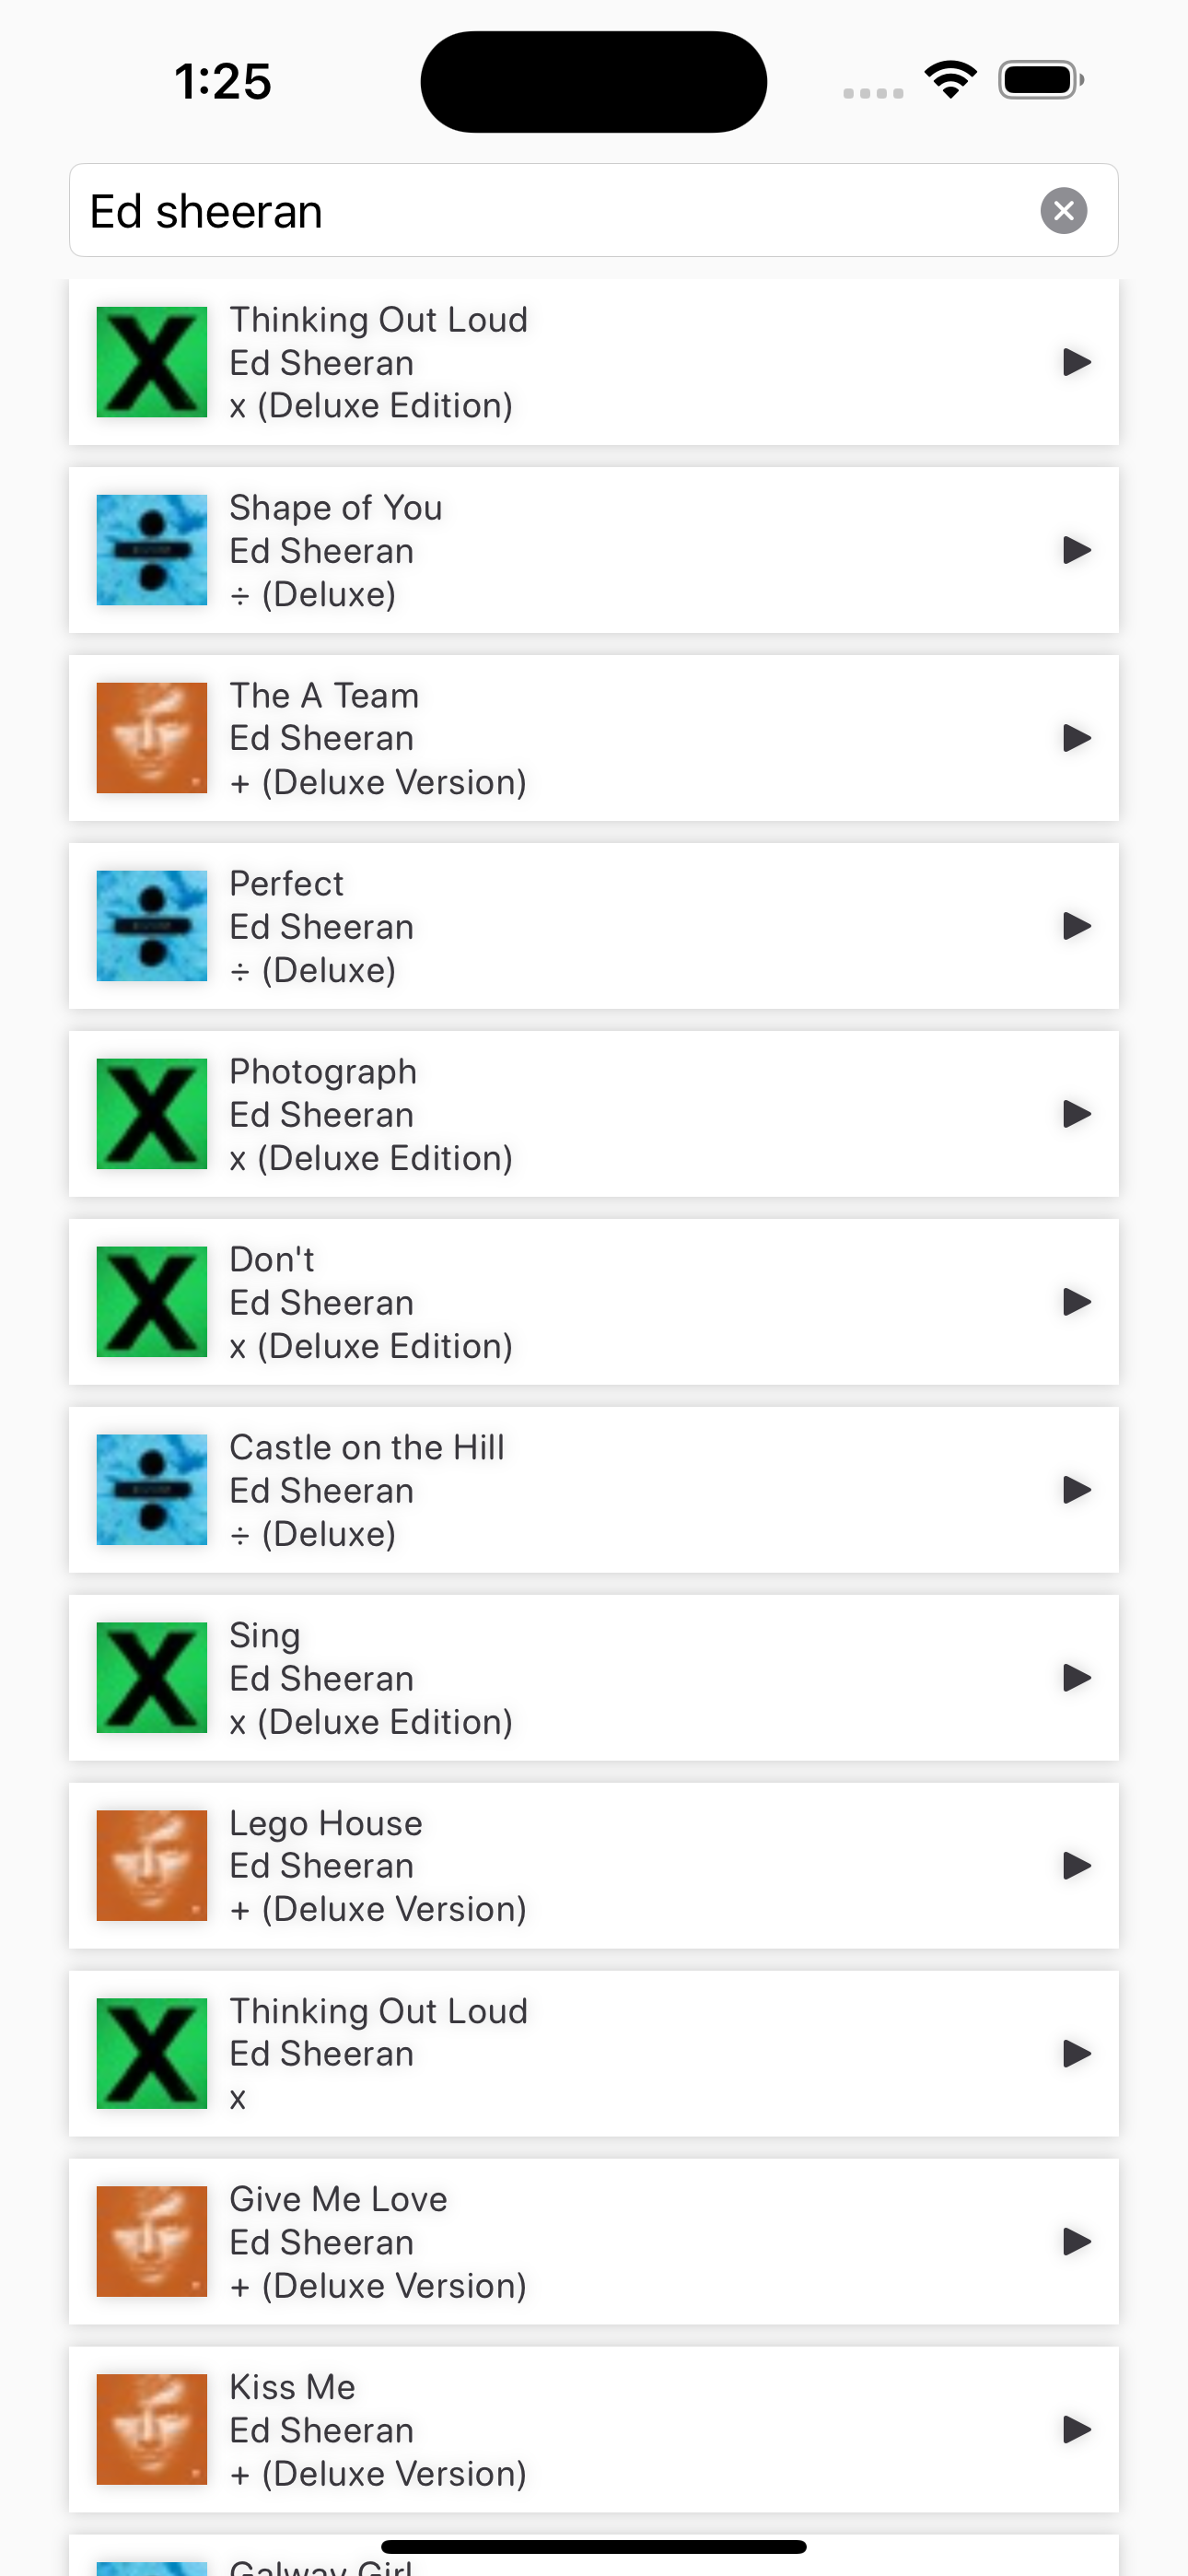 1:25
Ed sheeran
Thinking Out Loud
Ed Sheeran
x (Deluxe Edition)
Shape of You
Ed Sheeran
÷ (Deluxe)
The A Team
Ed Sheeran
+ (Deluxe Version)
Perfect
Ed Sheeran
÷ (Deluxe)
Photograph
Ed Sheeran
x (Deluxe Edition)
Don't
Ed Sheeran
x (Deluxe Edition)
Castle on the Hill
Ed Sheeran
÷ (Deluxe)
Sing
Ed Sheeran
x (Deluxe Edition)
Lego House
Ed Sheeran
+ (Deluxe Version)
Thinking Out Loud
Ed Sheeran
x
Give Me Love
Ed Sheeran
+ (Deluxe Version)
Kiss Me
Ed Sheeran
+ (Deluxe Version)
Galway Girl